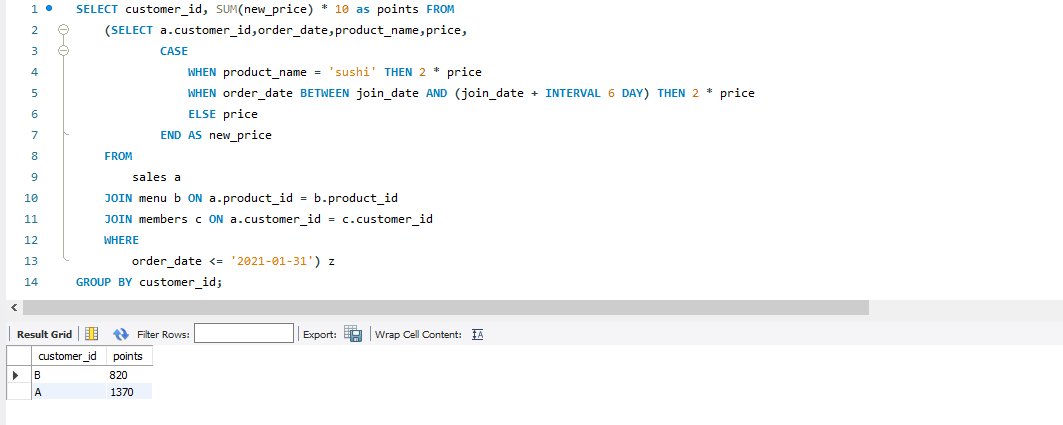 1 SELECT customer_id, SUM(new_price) * 10 as points FROM
2 (SELECT a.customer_id,order_date,product_name,price,
3 CASE
4 WHEN product_name = 'sushi' THEN 2 * price
5 WHEN order_date BETWEEN join_date AND (join_date + INTERVAL 6 DAY) THEN 2 * price
6 ELSE price
7 END AS new_price
8 FROM
9 sales a
10 JOIN menu b ON a.product_id = b.product_id
11 JOIN members c ON a.customer_id = c.customer_id
12 WHERE
13 order_date <= '2021-01-31') z
14 GROUP BY customer_id;
Result Grid Filter Rows: Export: Wrap Cell Content: IA
customer_id points
B 820
A 1370